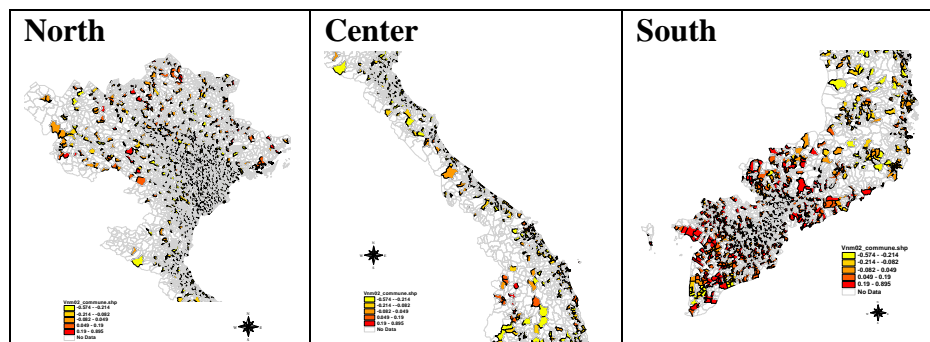 North
Center
South
Vnm02_commune.shp
-0.574 - -0.214
-0.214 - -0.082
-0.082 - 0.049
0.049 - 0.19
0.19 - 0.895
No Data
Vnm02_commune.shp
-0.574 - -0.214
-0.214 - -0.082
-0.082 - 0.049
0.049 - 0.19
0.19 - 0.895
No Data
Vnm02_commune.shp
-0.574 - -0.214
-0.214 - -0.082
-0.082 - 0.049
0.049 - 0.19
0.19 - 0.895
No Data